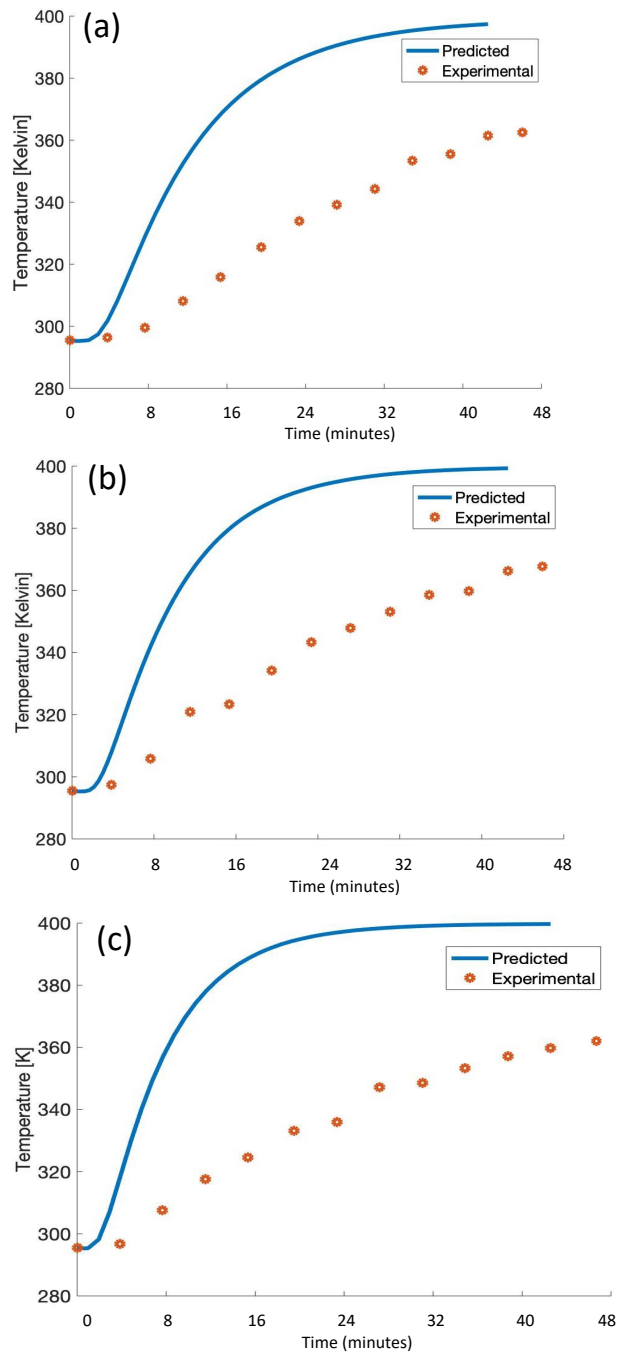 (a)
400
380
360
340
320
300
280
Temperature [Kelvin]
Predicted
Experimental
0 8 16 24 32 40 48
Time (minutes)
(b)
400
380
360
340
320
300
280
Temperature [Kelvin]
Predicted
Experimental
0 8 16 24 32 40 48
Time (minutes)
(c)
400
380
360
340
320
300
280
Temperature [K]
Predicted
Experimental
0 8 16 24 32 40 48
Time (minutes)